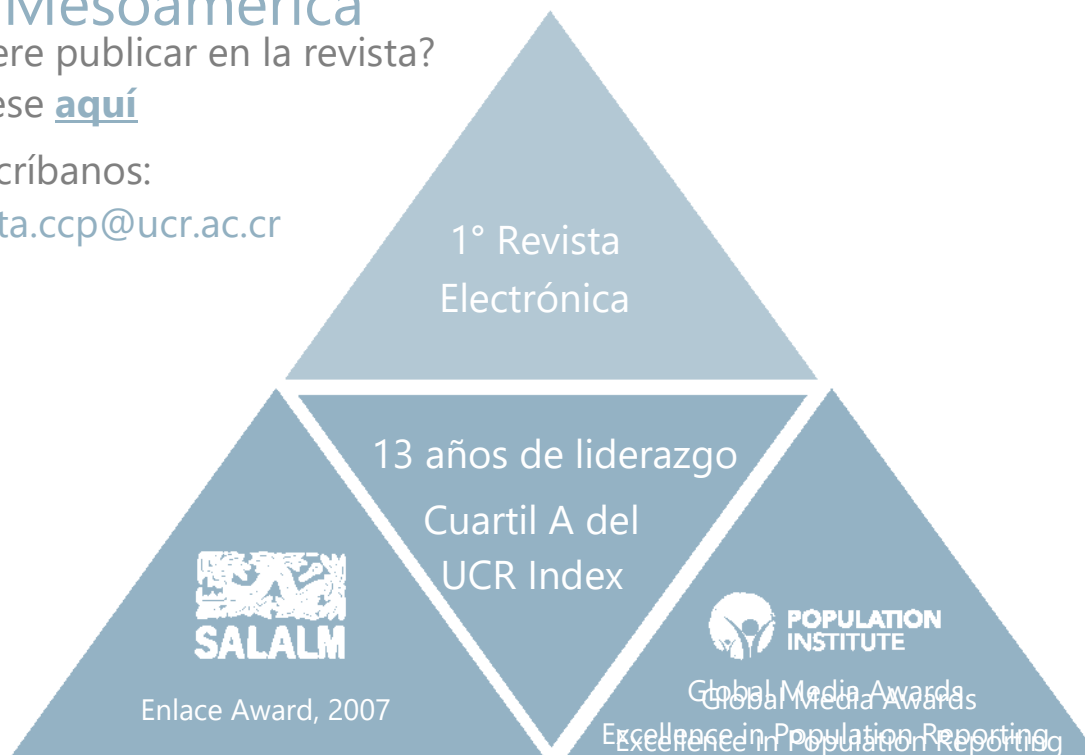 Mesoamérica
ere publicar en la revista?
ese aquí
críbanos:
ta.ccp@ucr.ac.cr
1° Revista
Electrónica
13 años de liderazgo
Cuartil A del
UCR Index
SALALM
Enlace Award, 2007
POPULATION
INSTITUTE
Global Media Awards
Excellence in Population Reporting